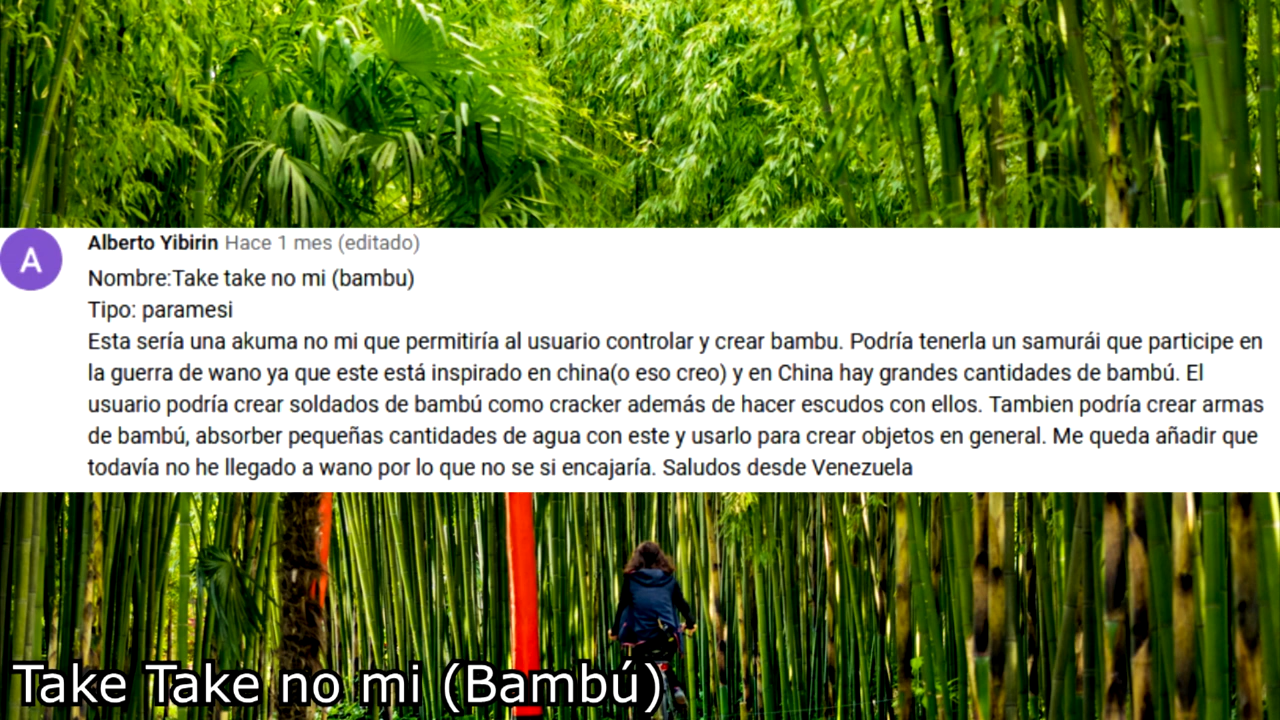 A
Alberto Yibirin Hace 1 mes (editado)
Nombre:Take take no mi (bambu)
Tipo: paramesi
Esta sería una akuma no mi que permitiría al usuario controlar y crear bambu. Podría tenerla un samurái que participe en
la guerra de wano ya que este está inspirado en china(o eso creo) y en China hay grandes cantidades de bambú. El
usuario podría crear soldados de bambú como cracker además de hacer escudos con ellos. Tambien podría crear armas
de bambú, absorber pequeñas cantidades de agua con este y usarlo para crear objetos en general. Me queda añadir que
todavía no he llegado a wano por lo que no se si encajaría. Saludos desde Venezuela
Take Take no mi (Bambú)